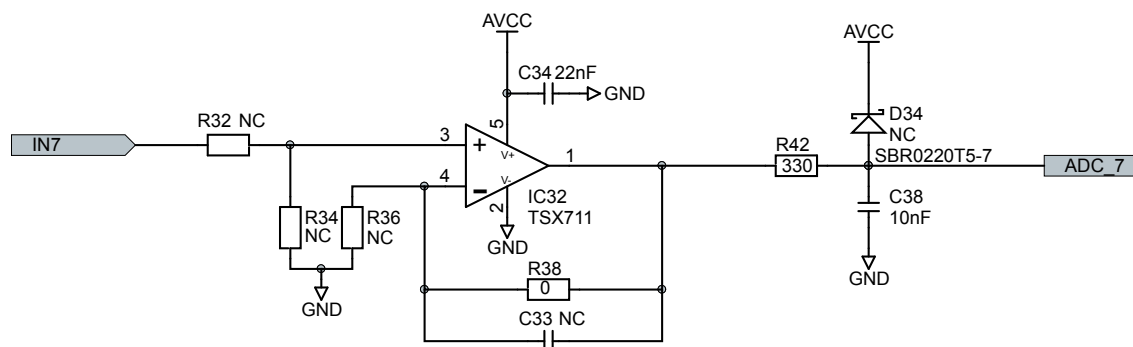 AVCC
C34 22nF
GND
AVCC
R32 NC
IN7
3
5
V+
+
D34
NC
SBR0220T5-7
1
R42
330
ADC_7
4
-
V-
2
IC32
TSX711
GND
R34
NC
R36
NC
C38
10nF
GND
GND
R38
0
C33 NC